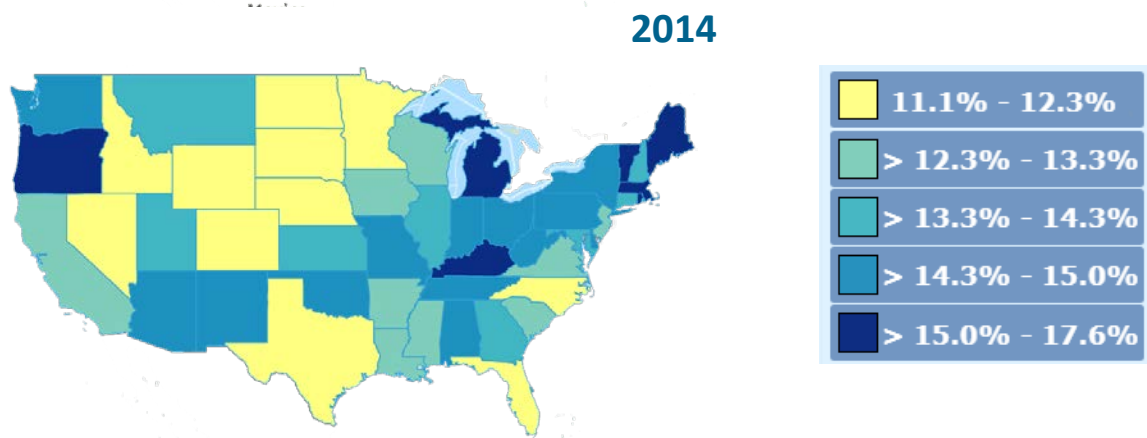 2014
11.1% - 12.3%
> 12.3% - 13.3%
> 13.3% - 14.3%
> 14.3% - 15.0%
> 15.0% - 17.6%